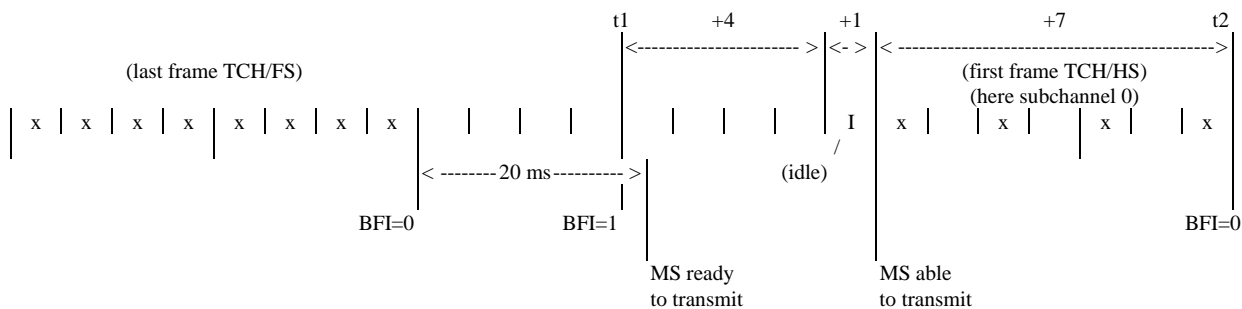 t1 +4 +1 +7 t2
<----------------------- > <- > < ----------------------------------------->
(last frame TCH/FS) (first frame TCH/HS)
(here subchannel 0)
x x x x x x x x I x x x x
/
< --------20 ms---------- > (idle)
BFI=0 BFI=1 BFI=0
MS ready MS able
to transmit to transmit